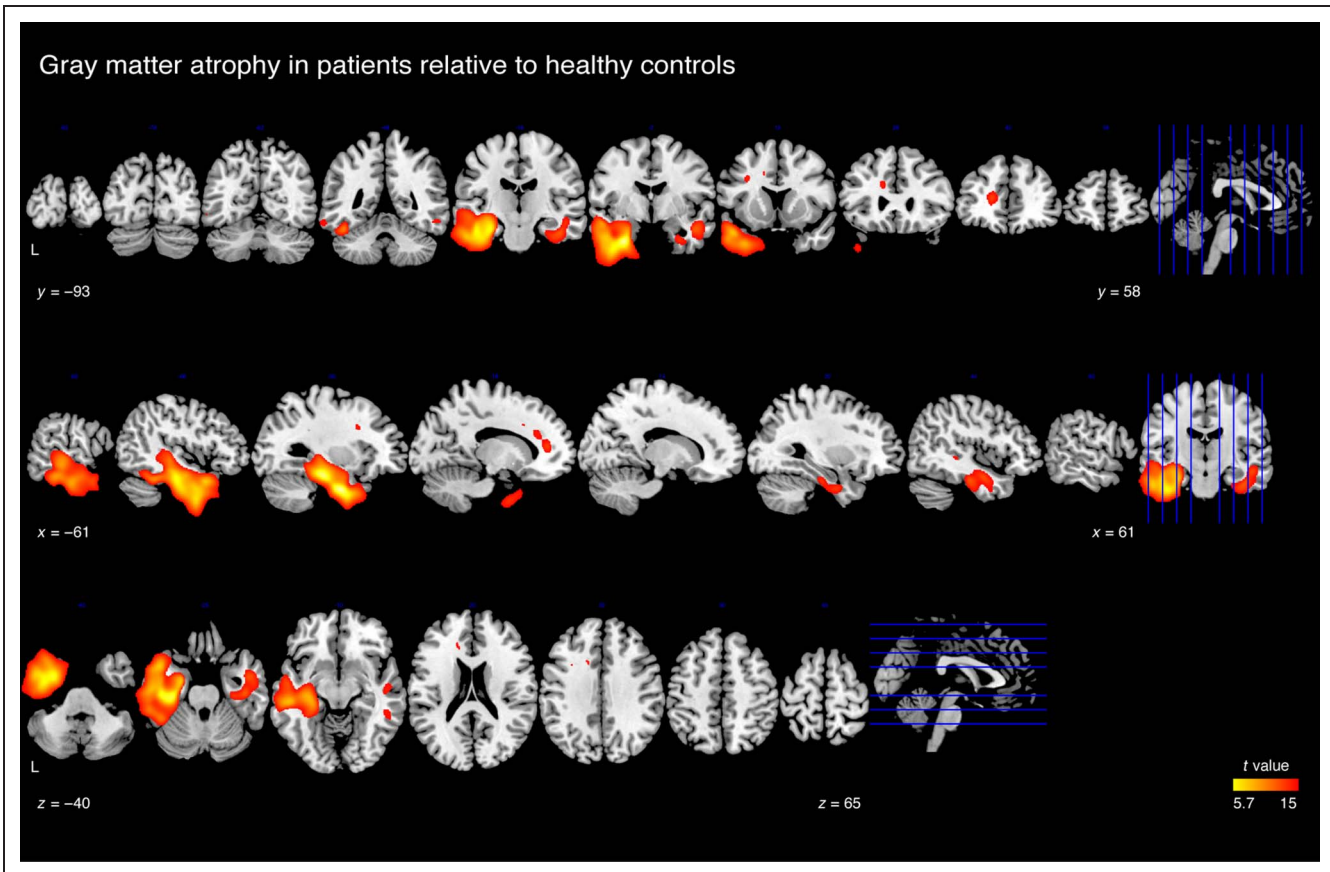 Gray matter atrophy in patients relative to healthy controls
L
y = –93
y = 58
x = –61
x = 61
L
z = –40
z = 65
t value
5.7 15